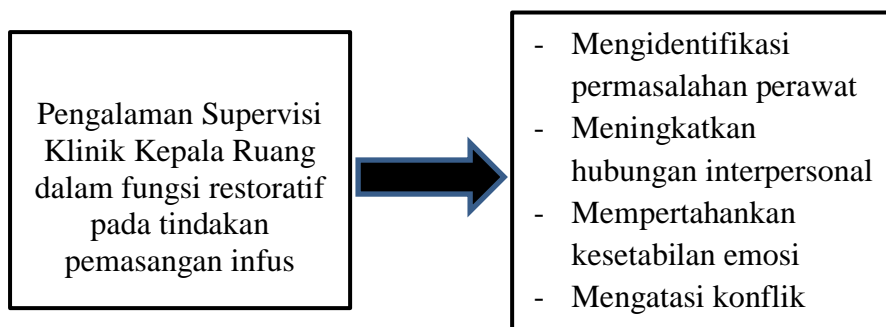 Pengalaman Supervisi
Klinik Kepala Ruang
dalam fungsi restoratif
pada tindakan
pemasangan infus
- Mengidentifikasi
permasalahan perawat
- Meningkatkan
hubungan interpersonal
- Mempertahankan
kesetabilan emosi
- Mengatasi konflik